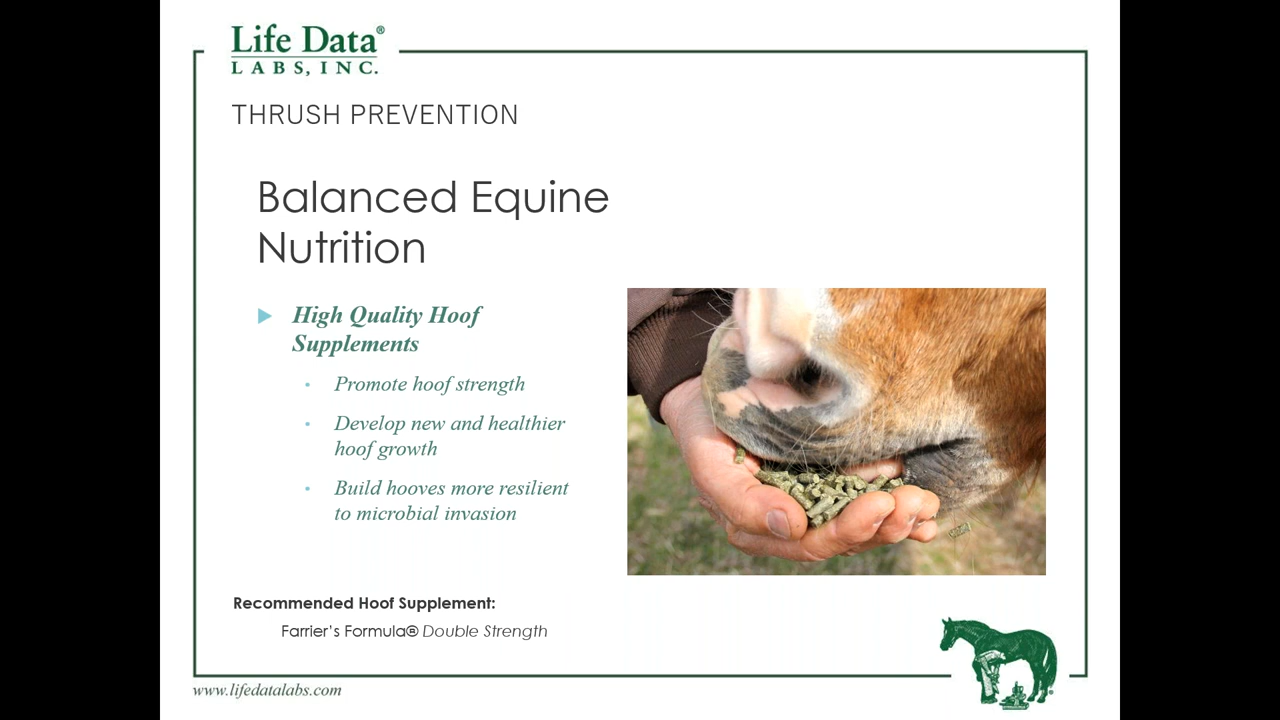 Life Data®
LABS, INC.
THRUSH PREVENTION
Balanced Equine
Nutrition
High Quality Hoof
Supplements
Promote hoof strength
Develop new and healthier
hoof growth
Build hooves more resilient
to microbial invasion
Recommended Hoof Supplement:
Farrier's Formula® Double Strength
www.lifedatalabs.com